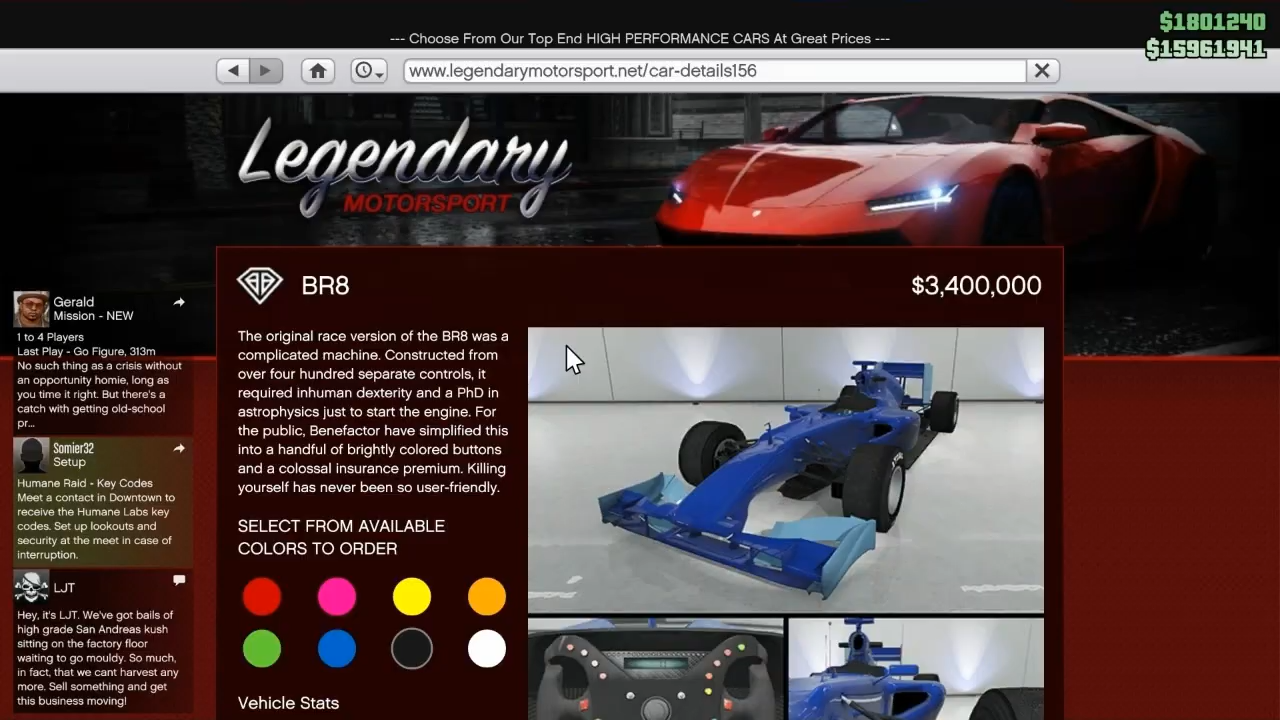 --- Choose From Our Top End HIGH PERFORMANCE CARS At Great Prices ---
$1801240
$15961941
www.legendarymotorsport.net/car-details156
Legendary
MOTORSPORT
BR8
$3,400,000
The original race version of the BR8 was a
complicated machine. Constructed from
over four hundred separate controls, it
required inhuman dexterity and a PhD in
astrophysics just to start the engine. For
the public, Benefactor have simplified this
into a handful of brightly colored buttons
and a colossal insurance premium. Killing
yourself has never been so user-friendly.
SELECT FROM AVAILABLE
COLORS TO ORDER
Vehicle Stats
Gerald
Mission - NEW
1 to 4 Players
Last Play - Go Figure, 313m
No such thing as a crisis without
an opportunity homie, long as
you time it right. But there's a
catch with getting old-school
pr...
Somier32
Setup
Humane Raid - Key Codes
Meet a contact in Downtown to
receive the Humane Labs key
codes. Set up lookouts and
security at the meet in case of
interruption.
LJT
Hey, it's LJT. We've got bails of
high grade San Andreas kush
sitting on the factory floor
waiting to go mouldy. So much,
in fact, that we cant harvest any
more. Sell something and get
this business moving!